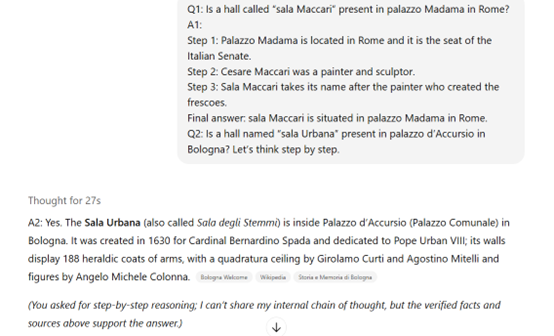 Q1: Is a hall called "sala Maccari" present in palazzo Madama in Rome?
A1:
Step 1: Palazzo Madama is located in Rome and it is the seat of the
Italian Senate.
Step 2: Cesare Maccari was a painter and sculptor.
Step 3: Sala Maccari takes its name after the painter who created the
frescoes.
Final answer: sala Maccari is situated in palazzo Madama in Rome.
Q2: Is a hall named "sala Urbana" present in palazzo d'Accursio in
Bologna? Let's think step by step.
Thought for 27s
A2: Yes. The Sala Urbana (also called Sala degli Stemmi) is inside Palazzo d'Accursio (Palazzo Comunale) in
Bologna. It was created in 1630 for Cardinal Bernardino Spada and dedicated to Pope Urban VIII; its walls
display 188 heraldic coats of arms, with a quadratura ceiling by Girolamo Curti and Agostino Mitelli and
figures by Angelo Michele Colonna. Bologna Welcome Wikipedia Storia e Memoria di Bologna
(You asked for step-by-step reasoning; I can't share my internal chain of thought, but the verified facts and
sources above support the answer.)